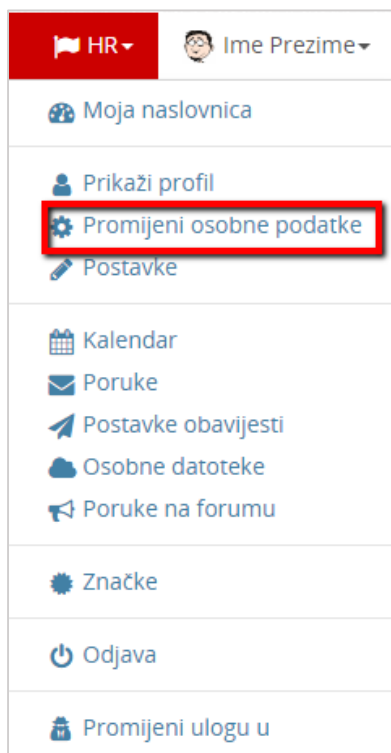 HR Ime Prezime
Moja naslovnica
Prikaži profil
Promijeni osobne podatke
Postavke
Kalendar
Poruke
Postavke obavijesti
Osobne datoteke
Poruke na forumu
Značke
Odjava
Promijeni ulogu u